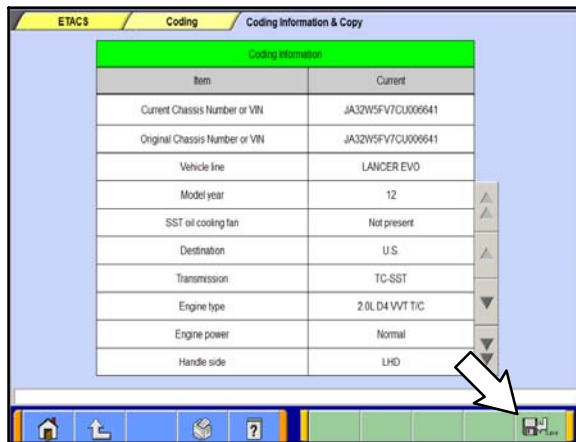 ETACS Coding Coding Information & Copy
Coding Information
Item Current
Current Chassis Number or VIN JA32W5FV7CU006641
Original Chassis Number or VIN JA32W5FV7CU006641
Vehicle line LANCER EVO
Model year 12
SST oil cooling fan Not present
Destination U.S.
Transmission TC-SST
Engine type 2.0L D4 VVT T/C
Engine power Normal
Handle side LHD
?